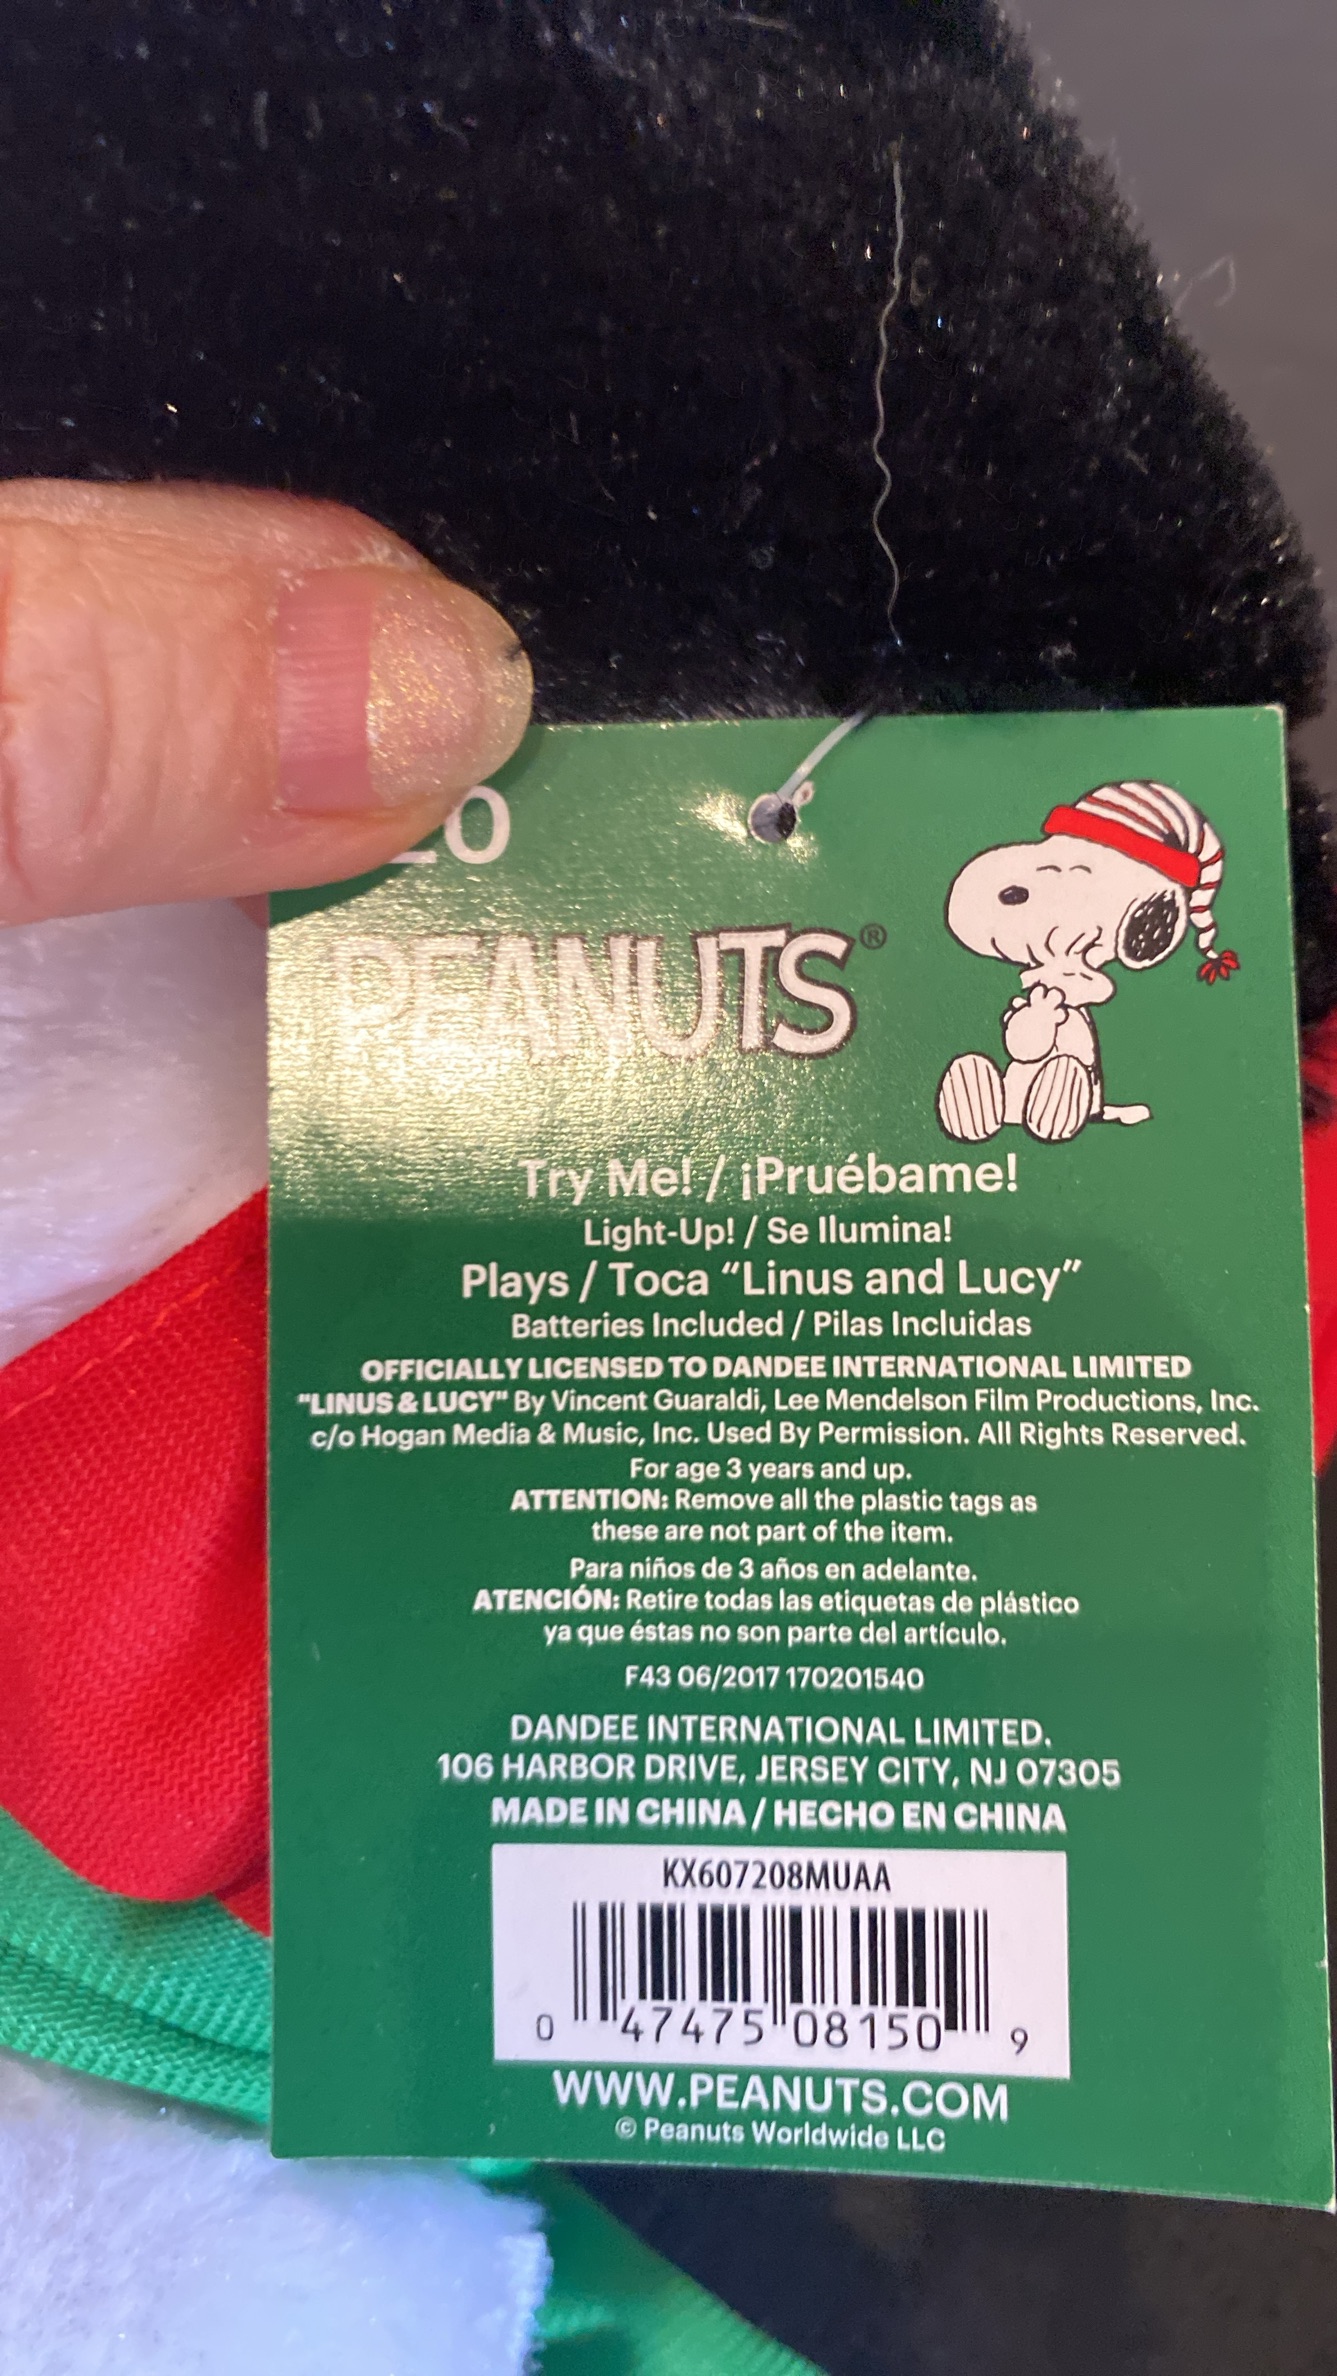 PEANUTS®
Try Me! / ¡Pruébame!
Light-Up! / Se Ilumina!
Plays / Toca “Linus and Lucy”
Batteries Included / Pilas Incluidas
OFFICIALLY LICENSED TO DANDEE INTERNATIONAL LIMITED
"LINUS & LUCY" By Vincent Guaraldi, Lee Mendelson Film Productions, Inc.
c/o Hogan Media & Music, Inc. Used By Permission. All Rights Reserved.
For age 3 years and up.
ATTENTION: Remove all the plastic tags as
these are not part of the item.
Para niños de 3 años en adelante.
ATENCIÓN: Retire todas las etiquetas de plástico
ya que éstas no son parte del artículo.
F43 06/2017 170201540
DANDEE INTERNATIONAL LIMITED.
106 HARBOR DRIVE, JERSEY CITY, NJ 07305
MADE IN CHINA / HECHO EN CHINA
KX607208MUAA
0 47475 08150 9
WWW.PEANUTS.COM
© Peanuts Worldwide LLC